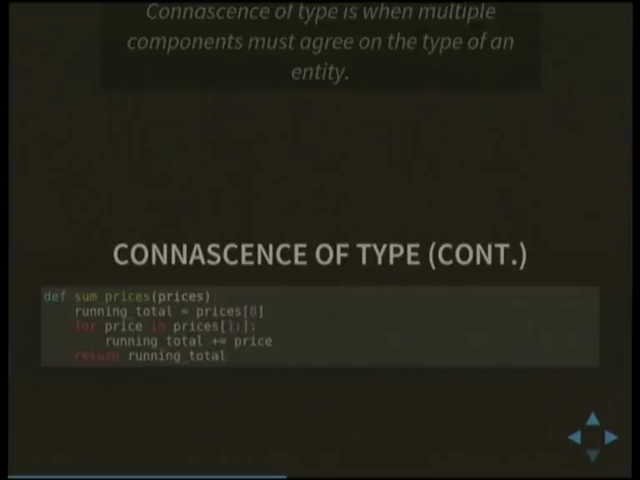 Connascence of type is when multiple
components must agree on the type of an
entity.
CONNASCENCE OF TYPE (CONT.)
def sum_prices(prices):
    running_total = prices[0]
    for price in prices[1:]:
        running_total += price
    return running_total